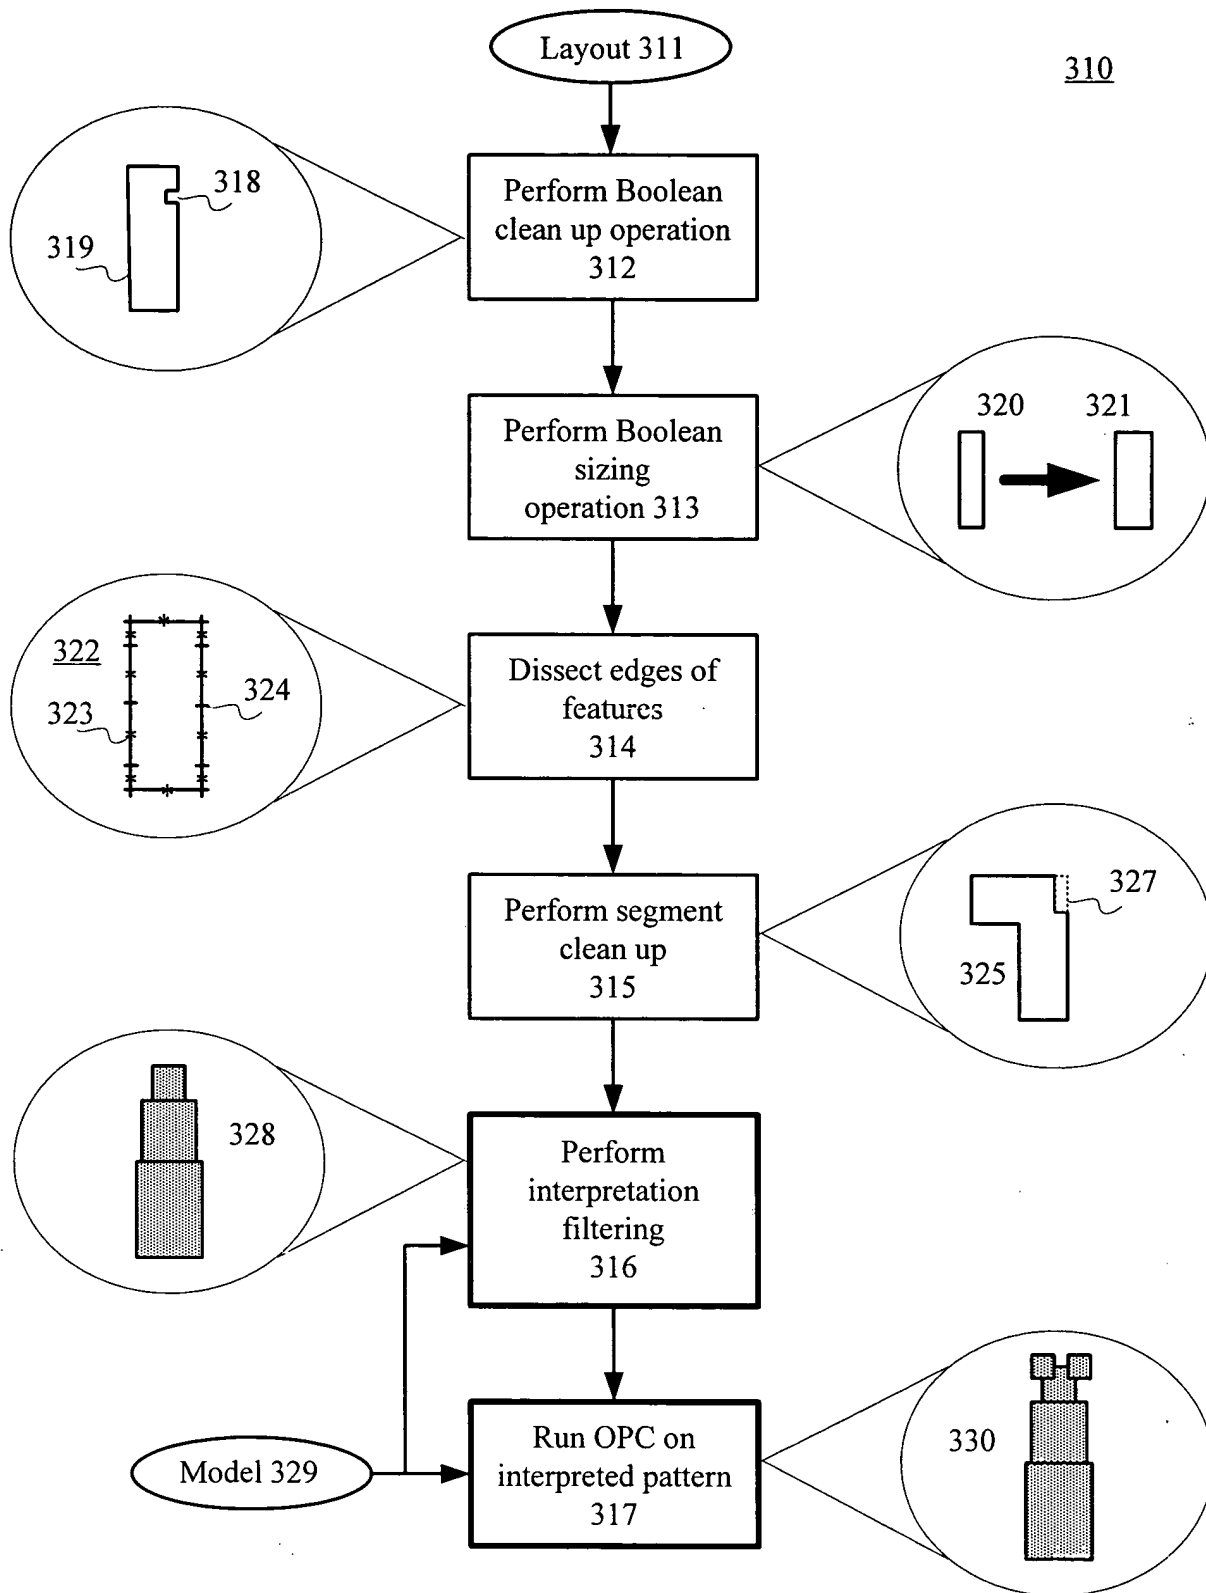 Layout 311
310
Perform Boolean
clean up operation
312
318
319
Perform Boolean
sizing
operation 313
320
321
Dissect edges of
features
314
322
323
324
Perform segment
clean up
315
327
325
Perform
interpretation
filtering
316
328
Run OPC on
interpreted pattern
317
Model 329
330